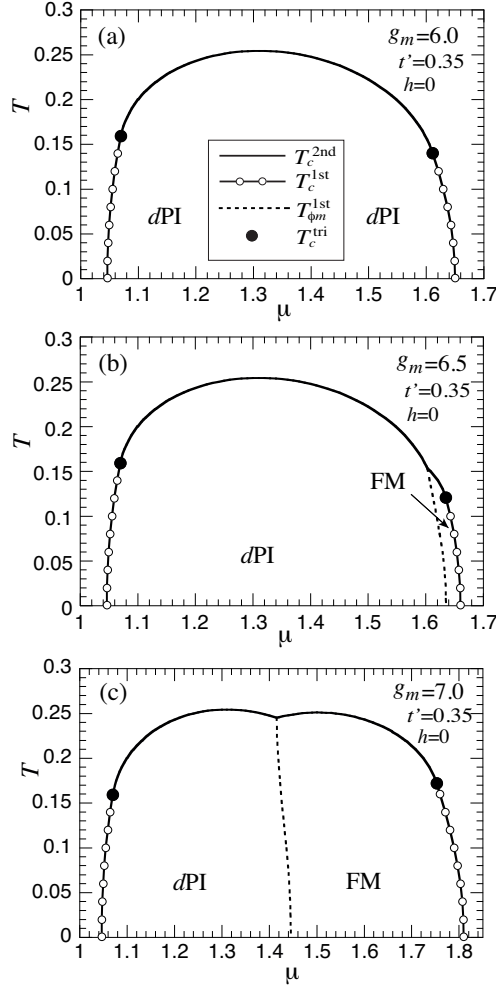 0.3
(a)
g_m=6.0
t'=0.35
h=0
0.25
0.2
T
0.15
T_c^2nd
T_c^1st
T_ϕm^1st
T_c^tri
0.1
dPI
dPI
0.05
0
1 1.1 1.2 1.3 1.4 1.5 1.6 1.7
μ
0.3
(b)
g_m=6.5
t'=0.35
h=0
0.25
0.2
T
0.15
FM
0.1
dPI
0.05
0
1 1.1 1.2 1.3 1.4 1.5 1.6 1.7
μ
0.3
(c)
g_m=7.0
t'=0.35
h=0
0.25
0.2
T
0.15
0.1
dPI
FM
0.05
0
1 1.1 1.2 1.3 1.4 1.5 1.6 1.7 1.8
μ